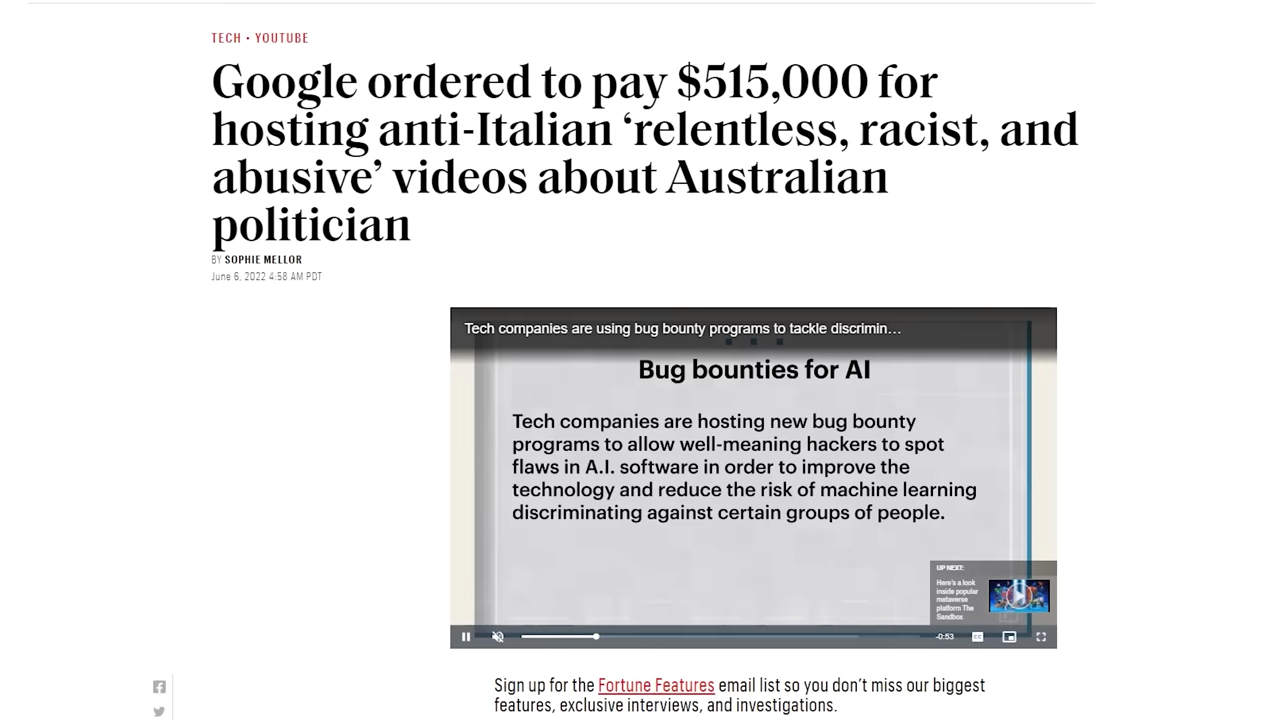 TECH • YOUTUBE
Google ordered to pay $515,000 for
hosting anti-Italian ‘relentless, racist, and
abusive’ videos about Australian
politician
BY SOPHIE MELLOR
June 6, 2022 4:58 AM PDT
Tech companies are using bug bounty programs to tackle discrimin...
Bug bounties for AI
Tech companies are hosting new bug bounty
programs to allow well-meaning hackers to spot
flaws in A.I. software in order to improve the
technology and reduce the risk of machine learning
discriminating against certain groups of people.
UP NEXT:
Here's a look
inside popular
metaverse
platform The
Sandbox
-0:53
CC
Sign up for the Fortune Features email list so you don’t miss our biggest
features, exclusive interviews, and investigations.